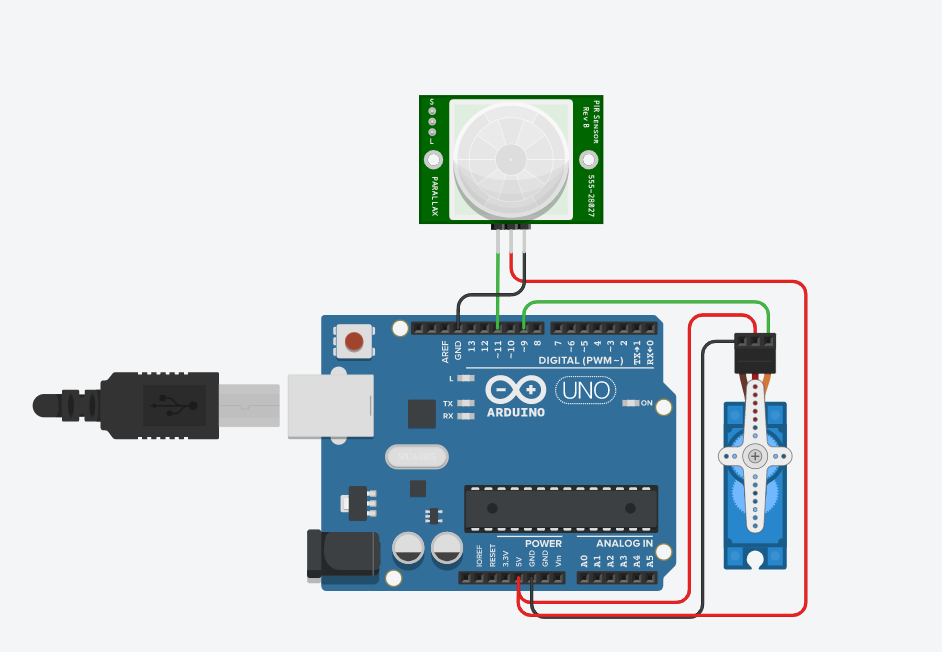 S
L
PARALLAX
PIR SENSOR
REV B
555-28027
AREF
GND
13
12
~11
~10
~9
8
7
~6
~5
4
~3
2
TX→1
RX←0
DIGITAL (PWM~)
L
TX
RX
ARDUINO
UNO
ON
POWER
ANALOG IN
IOREF
RESET
3.3V
5V
GND
GND
Vin
A0
A1
A2
A3
A4
A5